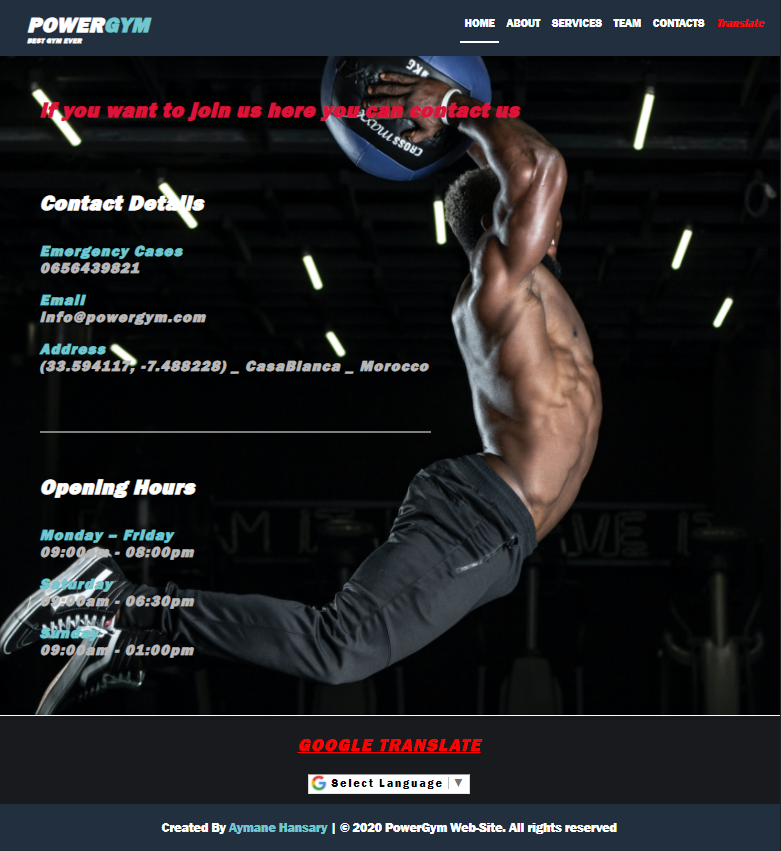 POWERGYM
BEST GYM EVER
HOME ABOUT SERVICES TEAM CONTACTS Translate
If you want to join us here you can contact us
4KG
CROSSmaxx
Contact Details
Emergency Cases
0656439821
Email
info@powergym.com
Address
(33.594117, -7.488228) _ CasaBlanca _ Morocco
Opening Hours
Monday – Friday
09:00am - 08:00pm
Saturday
09:00am - 06:30pm
Sunday
09:00am - 01:00pm
GOOGLE TRANSLATE
Select Language ▼
Created By Aymane Hansary | © 2020 PowerGym Web-Site. All rights reserved